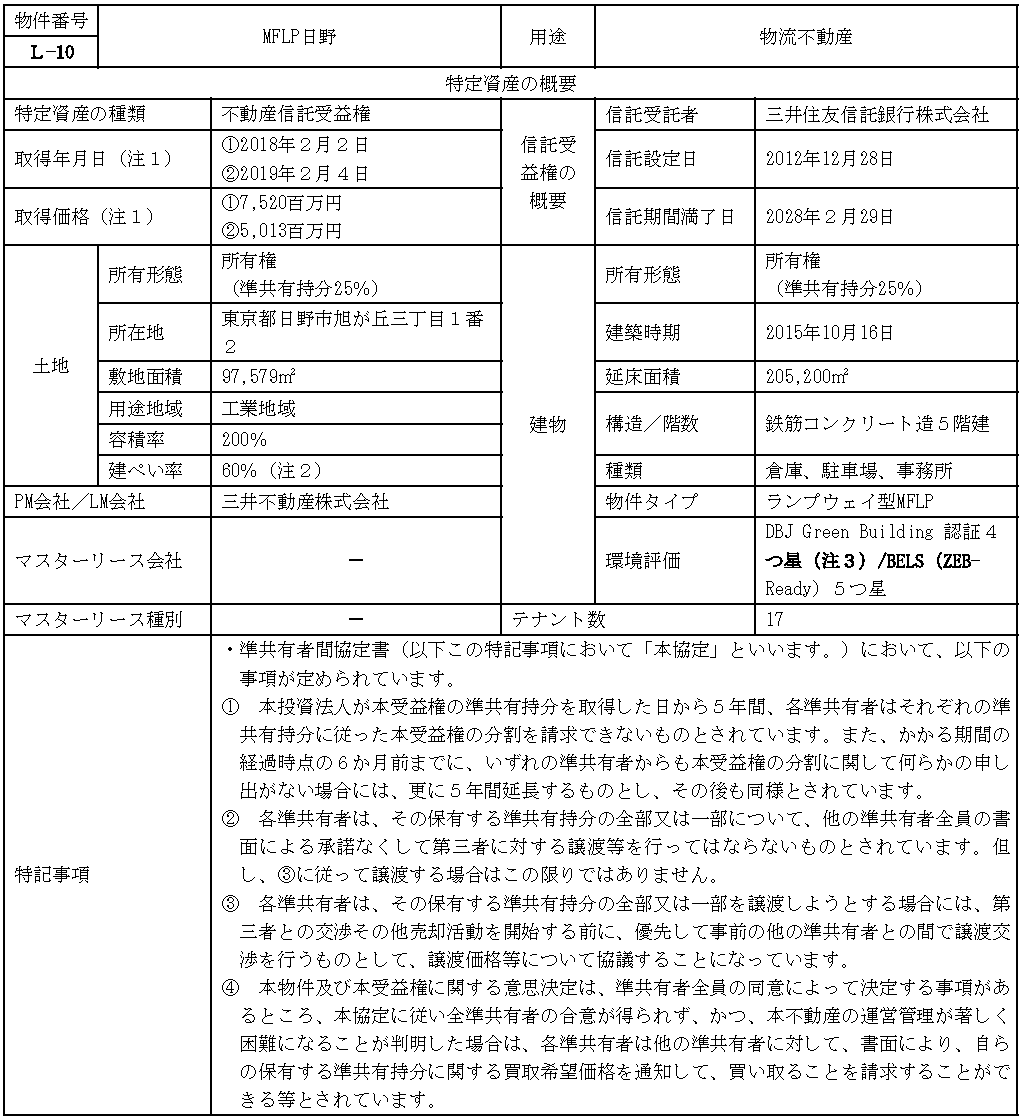 物件番号
L-10
MFLP日野
用途
物流不動産
特定資産の概要
特定資産の種類
不動産信託受益権
信託受
益権の
概要
信託受託者
三井住友信託銀行株式会社
取得年月日（注１）
①2018年２月２日
②2019年２月４日
信託設定日
2012年12月28日
取得価格（注１）
①7,520百万円
②5,013百万円
信託期間満了日
2028年２月29日
土地
所有形態
所有権
（準共有持分25%）
建物
所有形態
所有権
（準共有持分25%）
所在地
東京都日野市旭が丘三丁目１番
２
建築時期
2015年10月16日
敷地面積
97,579㎡
延床面積
205,200㎡
用途地域
工業地域
構造／階数
鉄筋コンクリート造５階建
容積率
200%
建ぺい率
60%（注２）
種類
倉庫、駐車場、事務所
PM会社／LM会社
三井不動産株式会社
物件タイプ
ランプウェイ型MFLP
マスターリース会社
－
環境評価
DBJ Green Building 認証４
つ星（注３）/BELS（ZEB-
Ready）５つ星
マスターリース種別
－
テナント数
17
特記事項
・準共有者間協定書（以下この特記事項において「本協定」といいます。）において、以下の
事項が定められています。
①　本投資法人が本受益権の準共有持分を取得した日から５年間、各準共有者はそれぞれの準
共有持分に従った本受益権の分割を請求できないものとされています。また、かかる期間の
経過時点の６か月前までに、いずれの準共有者からも本受益権の分割に関して何らかの申し
出がない場合には、更に５年間延長するものとし、その後も同様とされています。
②　各準共有者は、その保有する準共有持分の全部又は一部について、他の準共有者全員の書
面による承諾なくして第三者に対する譲渡等を行ってはならないものとされています。但
し、③に従って譲渡する場合はこの限りではありません。
③　各準共有者は、その保有する準共有持分の全部又は一部を譲渡しようとする場合には、第
三者との交渉その他売却活動を開始する前に、優先して事前の他の準共有者との間で譲渡交
渉を行うものとして、譲渡価格等について協議することになっています。
④　本物件及び本受益権に関する意思決定は、準共有者全員の同意によって決定する事項があ
るところ、本協定に従い全準共有者の合意が得られず、かつ、本不動産の運営管理が著しく
困難になることが判明した場合は、各準共有者は他の準共有者に対して、書面により、自ら
の保有する準共有持分に関する買取希望価格を通知して、買い取ることを請求することがで
きる等とされています。